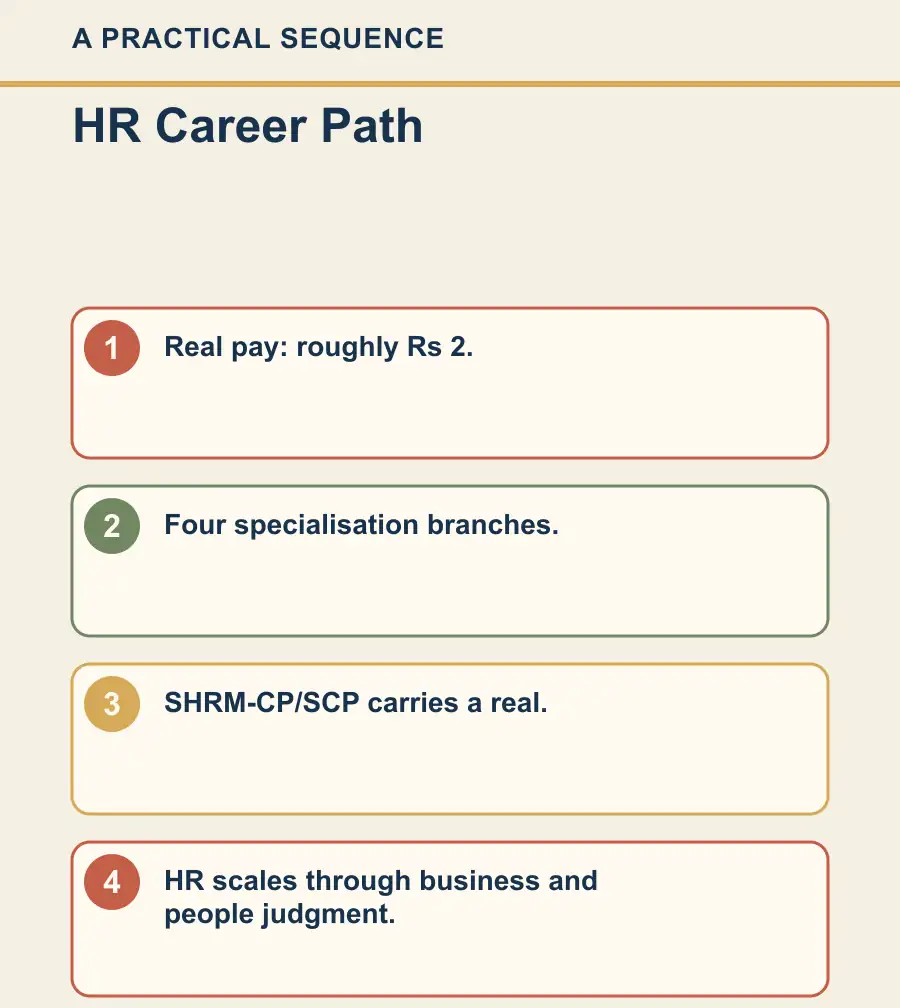 A PRACTICAL SEQUENCE
HR Career Path
1
Real pay: roughly Rs 2.
2
Four specialisation branches.
3
SHRM-CP/SCP carries a real.
4
HR scales through business and
people judgment.